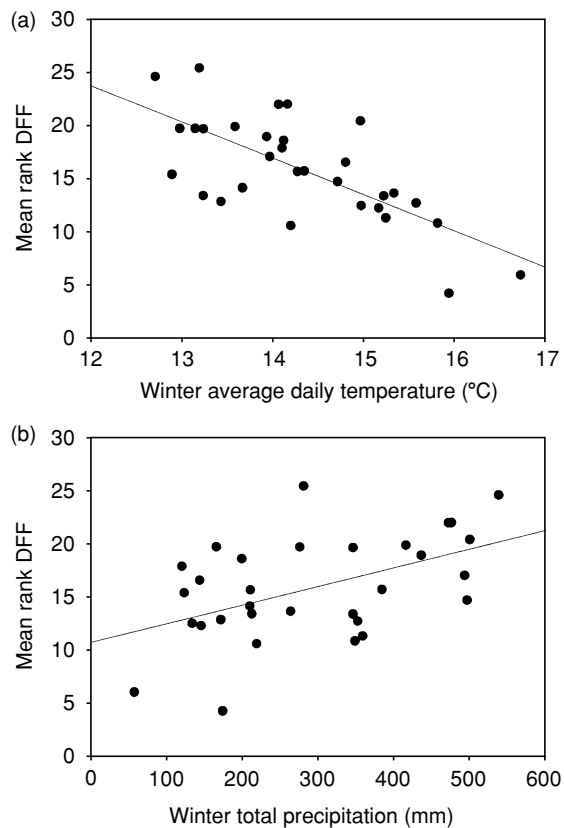 (a)
30
25
20
15
10
5
0
Mean rank DFF
12 13 14 15 16 17
Winter average daily temperature (°C)
(b)
30
25
20
15
10
5
0
Mean rank DFF
0 100 200 300 400 500 600
Winter total precipitation (mm)